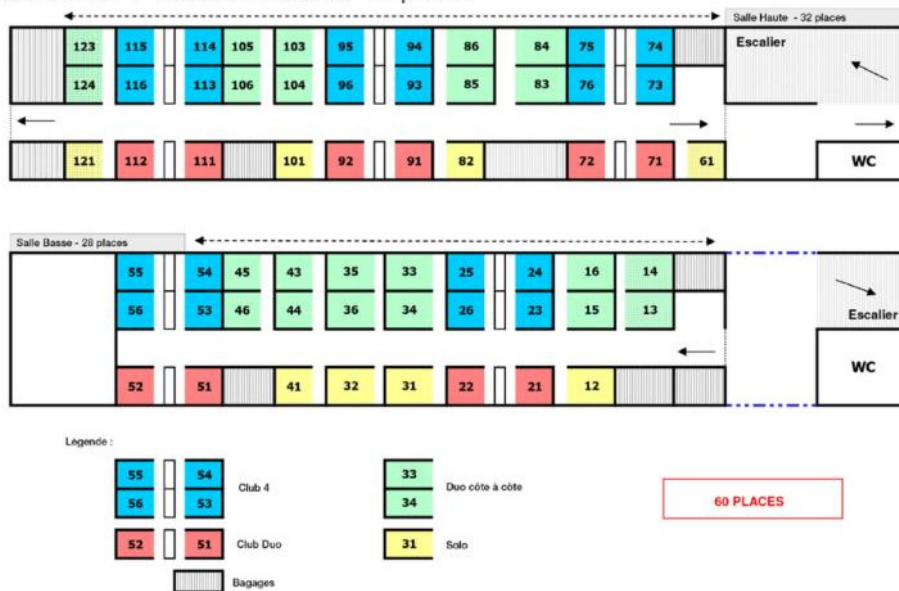 Salle Haute - 32 places
123 115 114 105 103 95 94 86 84 75 74 Escalier
124 116 113 106 104 96 93 85 83 76 73
121 112 111 101 92 91 82 72 71 61 WC
Salle Basse - 28 places
55 54 45 43 35 33 25 24 16 14
56 53 46 44 36 34 26 23 15 13 Escalier
52 51 41 32 31 22 21 12 WC
Légende :
55 54 33
Club 4 Duo côte à côte
56 53 34
60 PLACES
52 51 Club Duo 31 Solo
Bagages